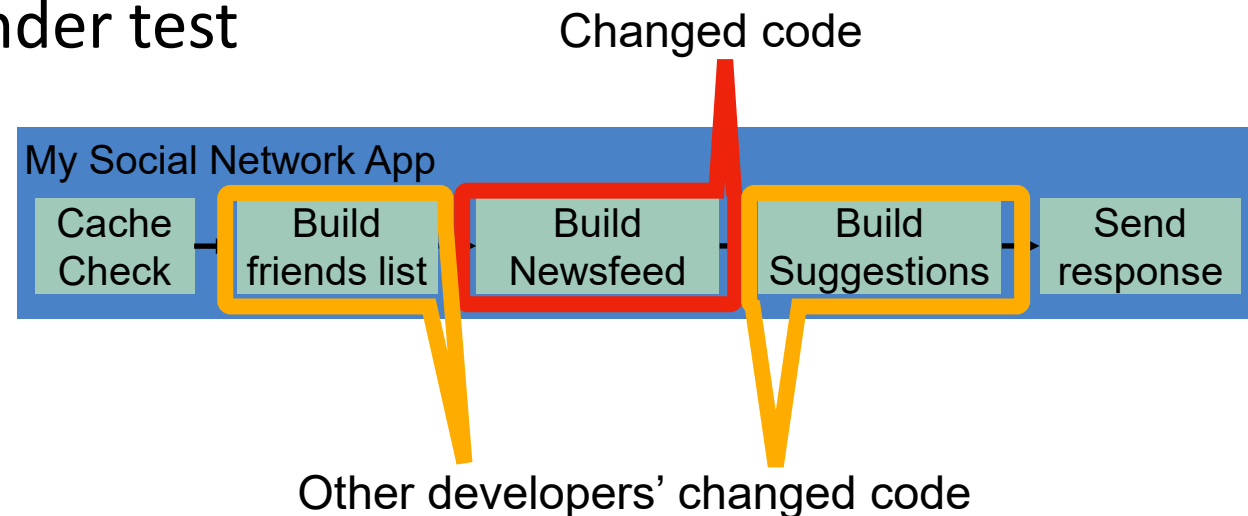 nder test
Changed code
My Social Network App
Cache
Check
Build
friends list
Build
Newsfeed
Build
Suggestions
Send
response
Other developers’ changed code